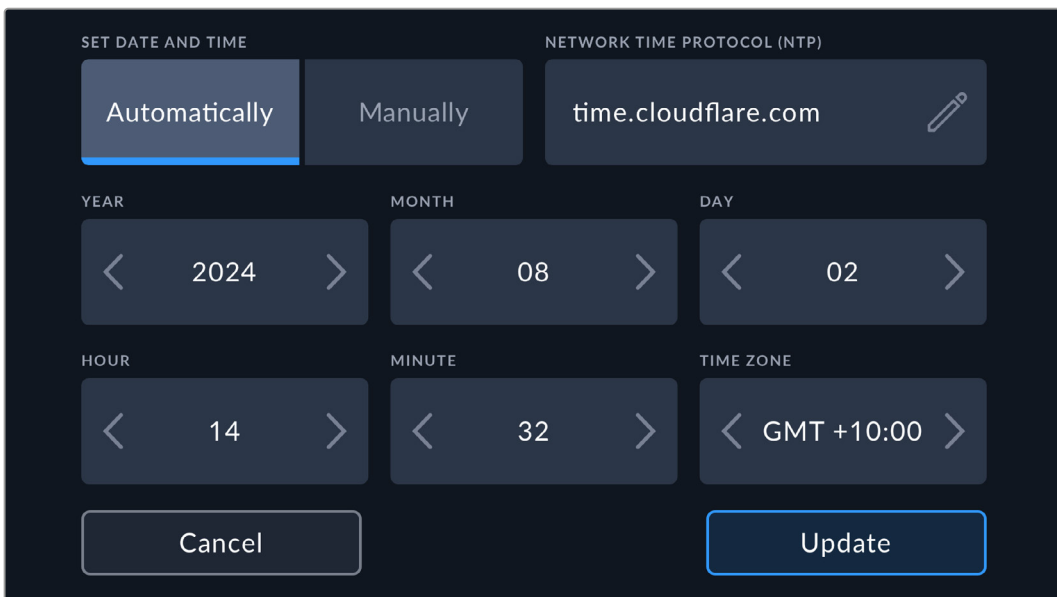 SET DATE AND TIME
NETWORK TIME PROTOCOL (NTP)
Automatically
Manually
time.cloudflare.com
YEAR
MONTH
DAY
2024
08
02
HOUR
MINUTE
TIME ZONE
14
32
GMT +10:00
Cancel
Update